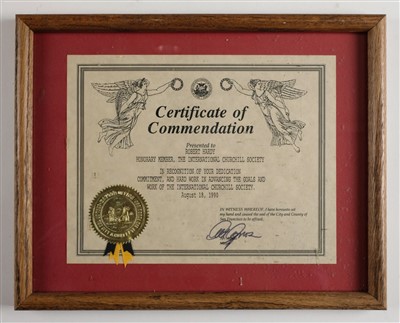 Certificate of
Commendation
Presented to
ROBERT HARDY
HONORARY MEMBER, THE INTERNATIONAL CHURCHILL SOCIETY
IN RECOGNITION OF YOUR DEDICATION
COMMITMENT, AND HARD WORK IN ADVANCING THE GOALS AND
WORK OF THE INTERNATIONAL CHURCHILL SOCIETY.
August 18, 1990
IN WITNESS WHEREOF, I have hereunto set
my hand and caused the seal of the City and County of
San Francisco to be affixed.